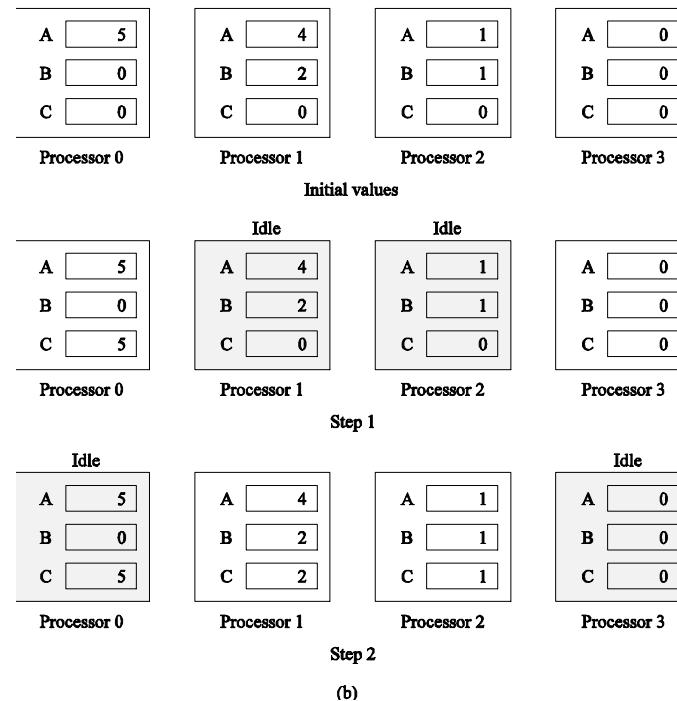 A 5 A 4 A 1 A 0
B 0 B 2 B 1 B 0
C 0 C 0 C 0 C 0
Processor 0 Processor 1 Processor 2 Processor 3
Initial values
Idle Idle
A 5 A 4 A 1 A 0
B 0 B 2 B 1 B 0
C 5 C 0 C 0 C 0
Processor 0 Processor 1 Processor 2 Processor 3
Step 1
Idle Idle
A 5 A 4 A 1 A 0
B 0 B 2 B 1 B 0
C 5 C 2 C 1 C 0
Processor 0 Processor 1 Processor 2 Processor 3
Step 2
(b)